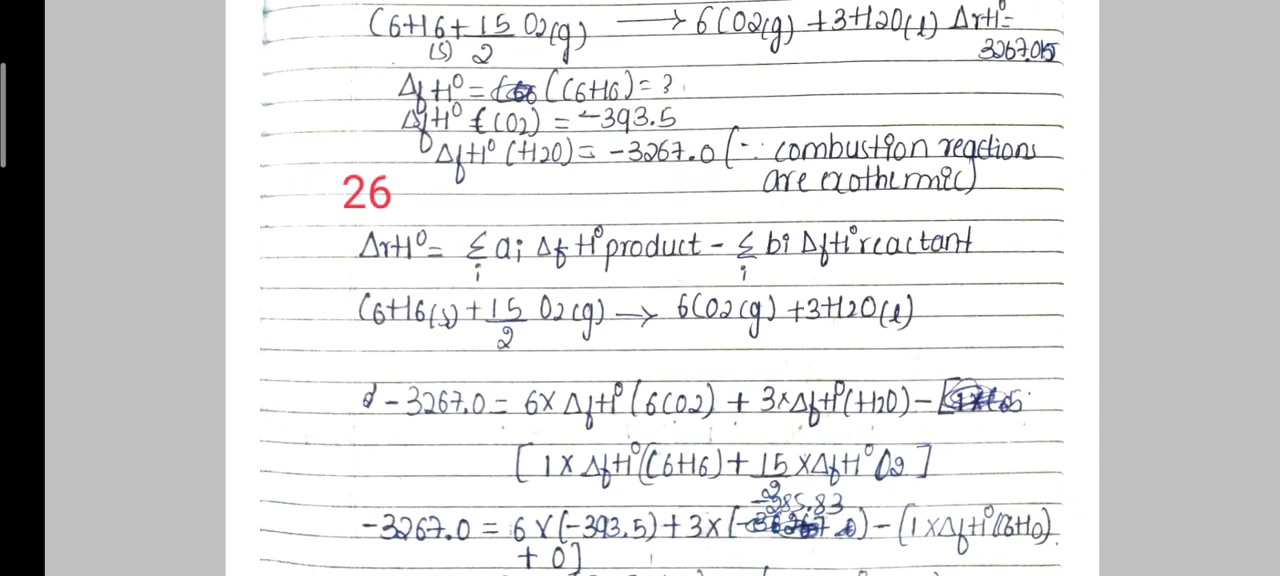 C6H6 + 15 O2(g) ⟶ 6CO2(g) + 3H2O(l) ΔrH°=
(s) 2 3267.0
ΔfH° = (C6H6) = ?
ΔfH° (CO2) = -393.5
ΔfH° (H2O) = -3267.0 (∵ combustion reactions
are exothermic)
26
ΔrH° = Σ ai ΔfH° product - Σ bi ΔfH° reactant
i i
C6H6(s) + 15 O2(g) → 6CO2(g) + 3H2O(l)
2
-3267.0 = 6× ΔfH° (6CO2) + 3×ΔfH°(H2O) -
[1× ΔfH°(C6H6) + 15 ×ΔfH° O2]
2
-285.83
-3267.0 = 6×(-393.5) + 3×( ) - (1×ΔfH°(C6H6)
+ 0]